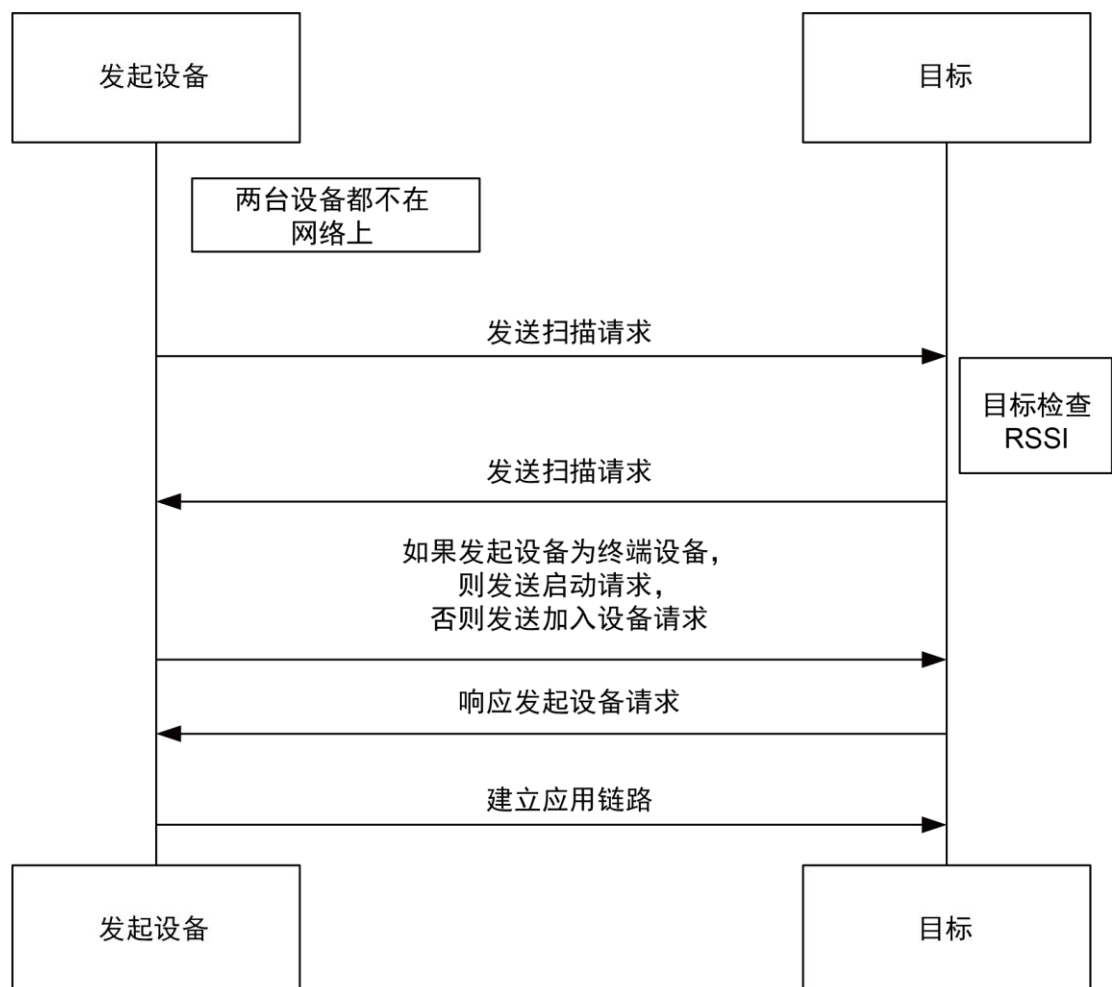 发起设备
目标
两台设备都不在
网络上
发送扫描请求
目标检查
RSSI
发送扫描请求
如果发起设备为终端设备，
则发送启动请求，
否则发送加入设备请求
响应发起设备请求
建立应用链路
发起设备
目标